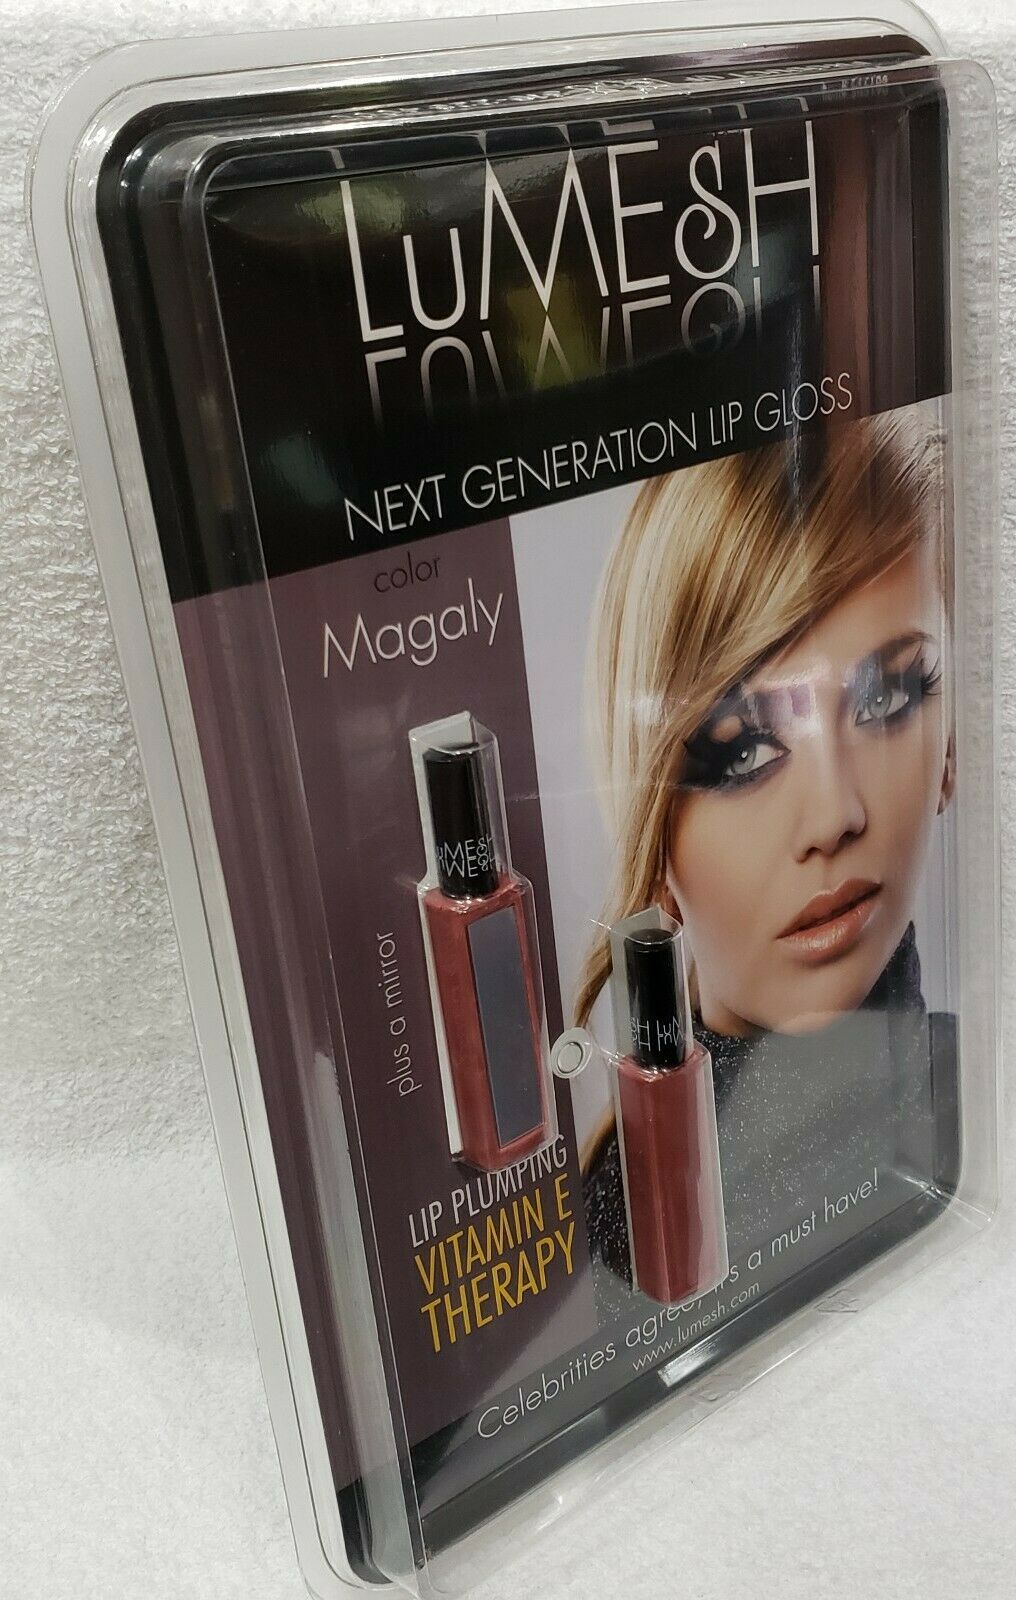 LUMESH
NEXT GENERATION LIP GLOSS
color
Magaly
LUMESH
plus a mirror
LIP PLUMPING
VITAMIN E
THERAPY
Celebrities agree, it's a must have!
www.lumesh.com